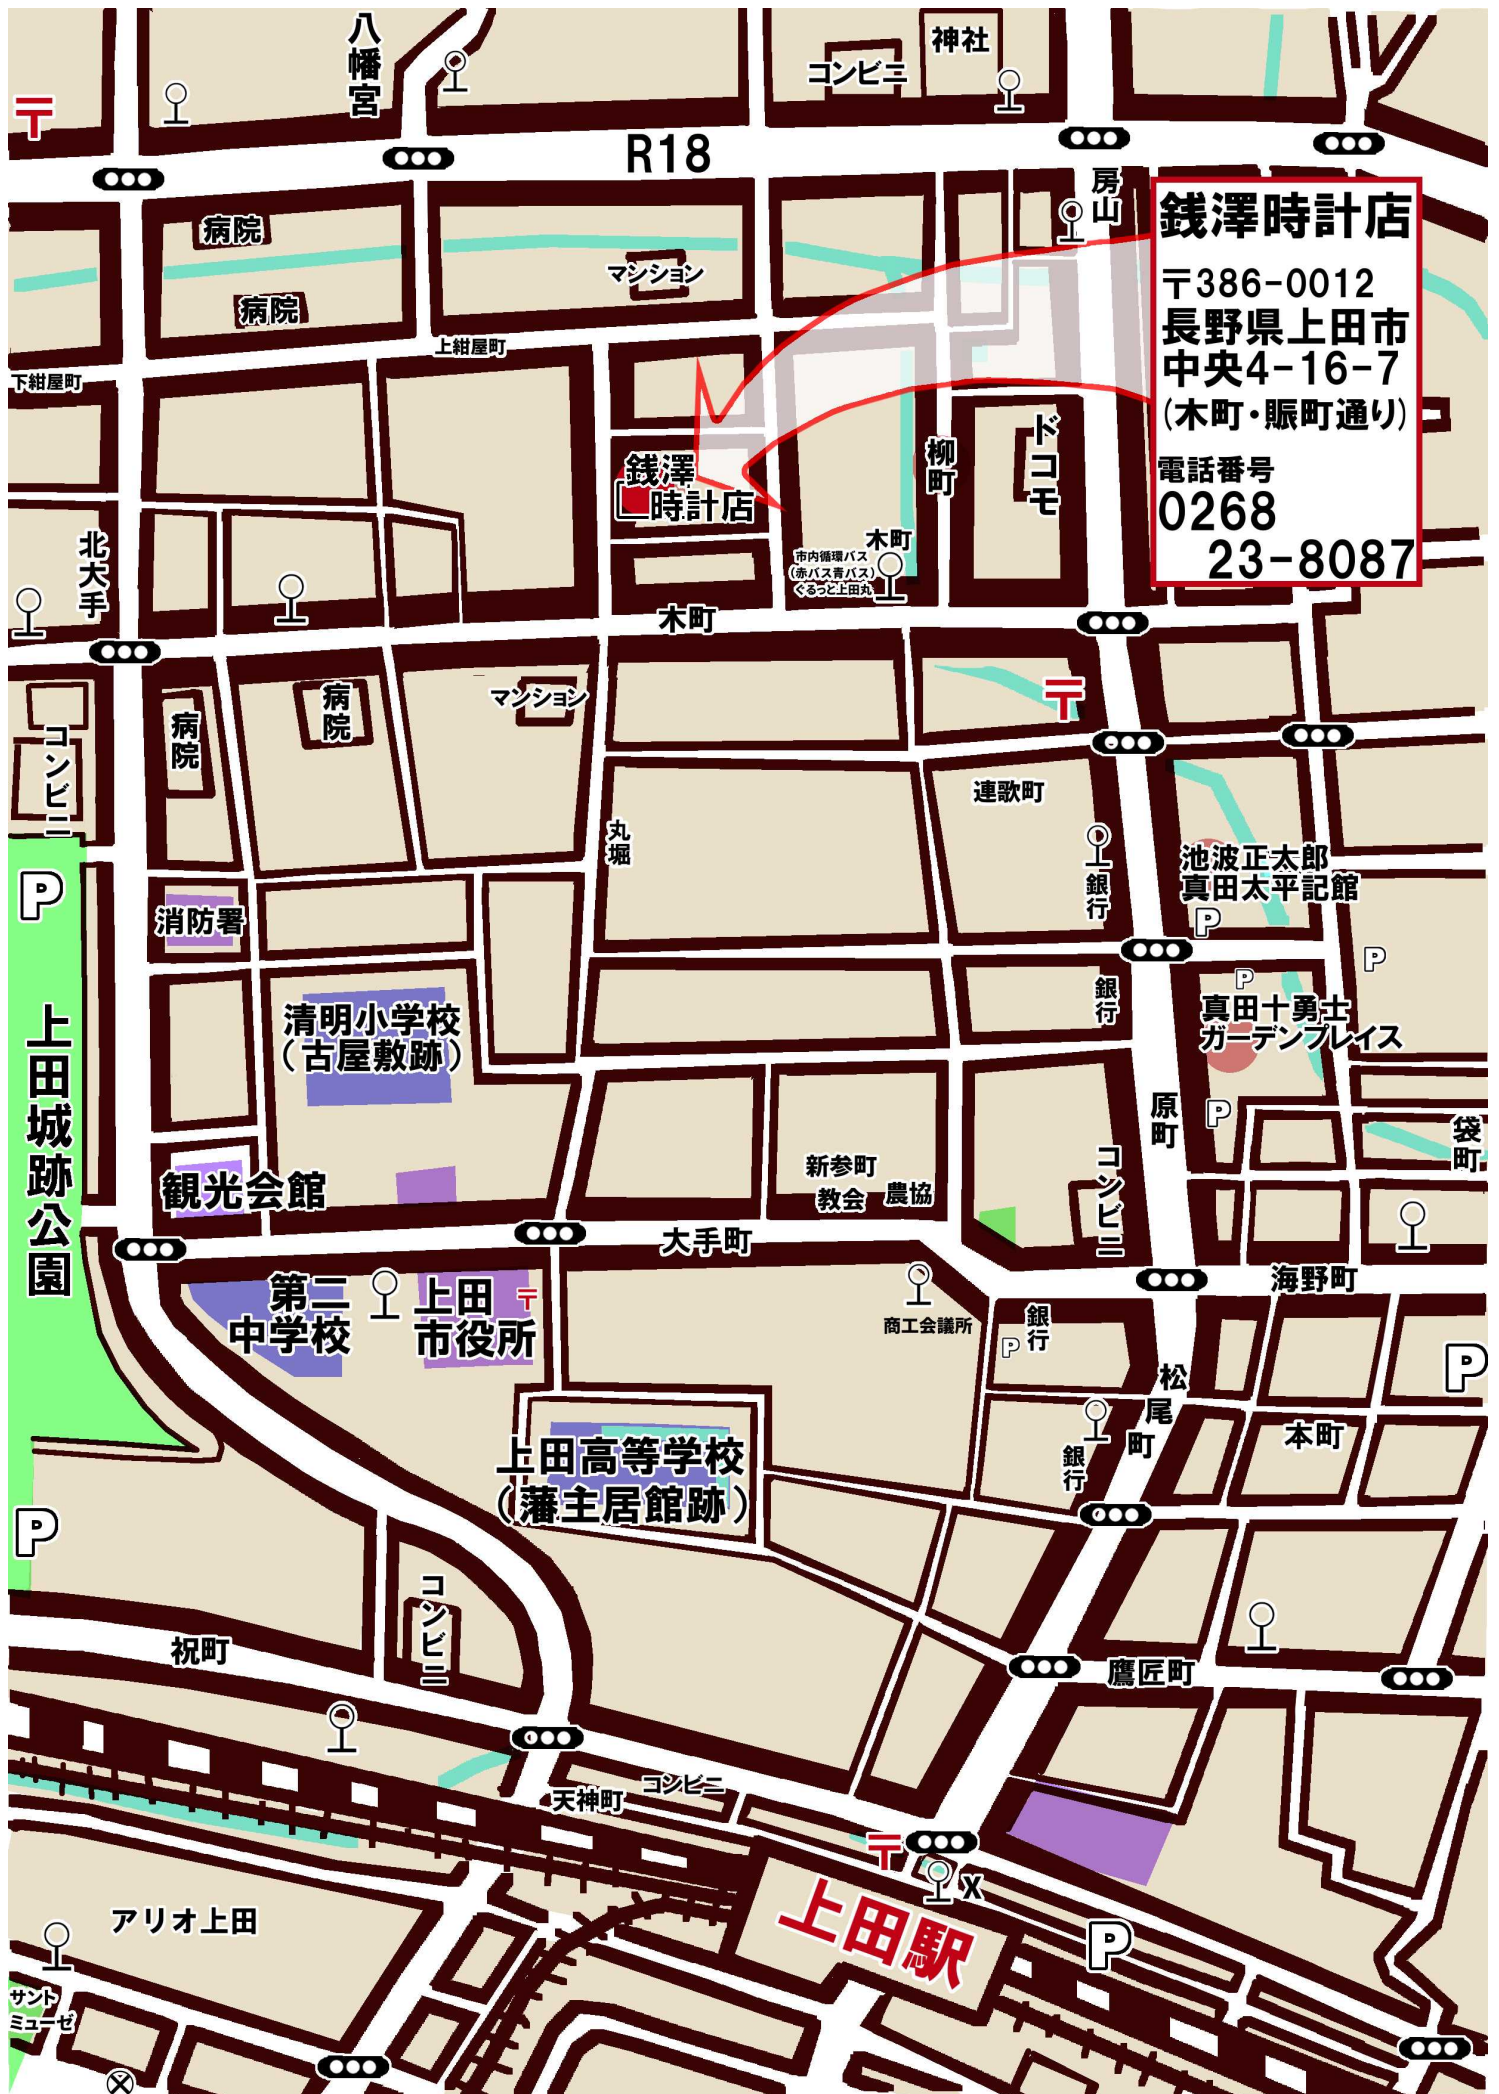 八幡宮
コンビニ
神社
〒
R18
房山
病院
マンション
病院
上紺屋町
下紺屋町
銭澤時計店
〒386-0012
長野県上田市
中央4-16-7
(木町・賑町通り)
電話番号
0268
23-8087
ドコモ
柳町
銭澤
時計店
北大手
木町
市内循環バス
(赤バス青バス)
ぐるっと上田丸
木町
マンション
病院
病院
コンビニ
〒
連歌町
丸堀
銀行
池波正太郎
真田太平記館
P
P
消防署
P
P
銀行
真田十勇士
ガーデンプレイス
清明小学校
(古屋敷跡)
上田城跡公園
原町
P
袋町
コンビニ
新参町
教会
農協
観光会館
大手町
海野町
第二
中学校
上田
市役所
〒
商工会議所
銀行
P
P
松尾町
本町
銀行
上田高等学校
(藩主居館跡)
P
コンビニ
祝町
鷹匠町
コンビニ
天神町
〒
X
上田駅
P
アリオ上田
サント
ミューゼ